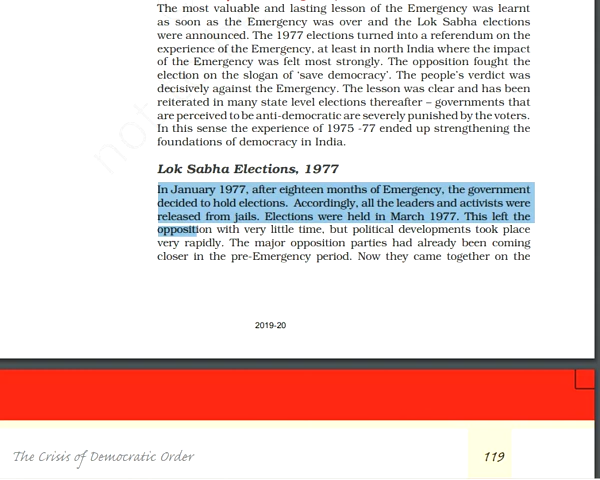 The most valuable and lasting lesson of the Emergency was learnt
as soon as the Emergency was over and the Lok Sabha elections
were announced. The 1977 elections turned into a referendum on the
experience of the Emergency, at least in north India where the impact
of the Emergency was felt most strongly. The opposition fought the
election on the slogan of ‘save democracy’. The people’s verdict was
decisively against the Emergency. The lesson was clear and has been
reiterated in many state level elections thereafter – governments that
are perceived to be anti-democratic are severely punished by the voters.
In this sense the experience of 1975 -77 ended up strengthening the
foundations of democracy in India.
Lok Sabha Elections, 1977
In January 1977, after eighteen months of Emergency, the government
decided to hold elections. Accordingly, all the leaders and activists were
released from jails. Elections were held in March 1977. This left the
opposition with very little time, but political developments took place
very rapidly. The major opposition parties had already been coming
closer in the pre-Emergency period. Now they came together on the
2019-20
The Crisis of Democratic Order
119